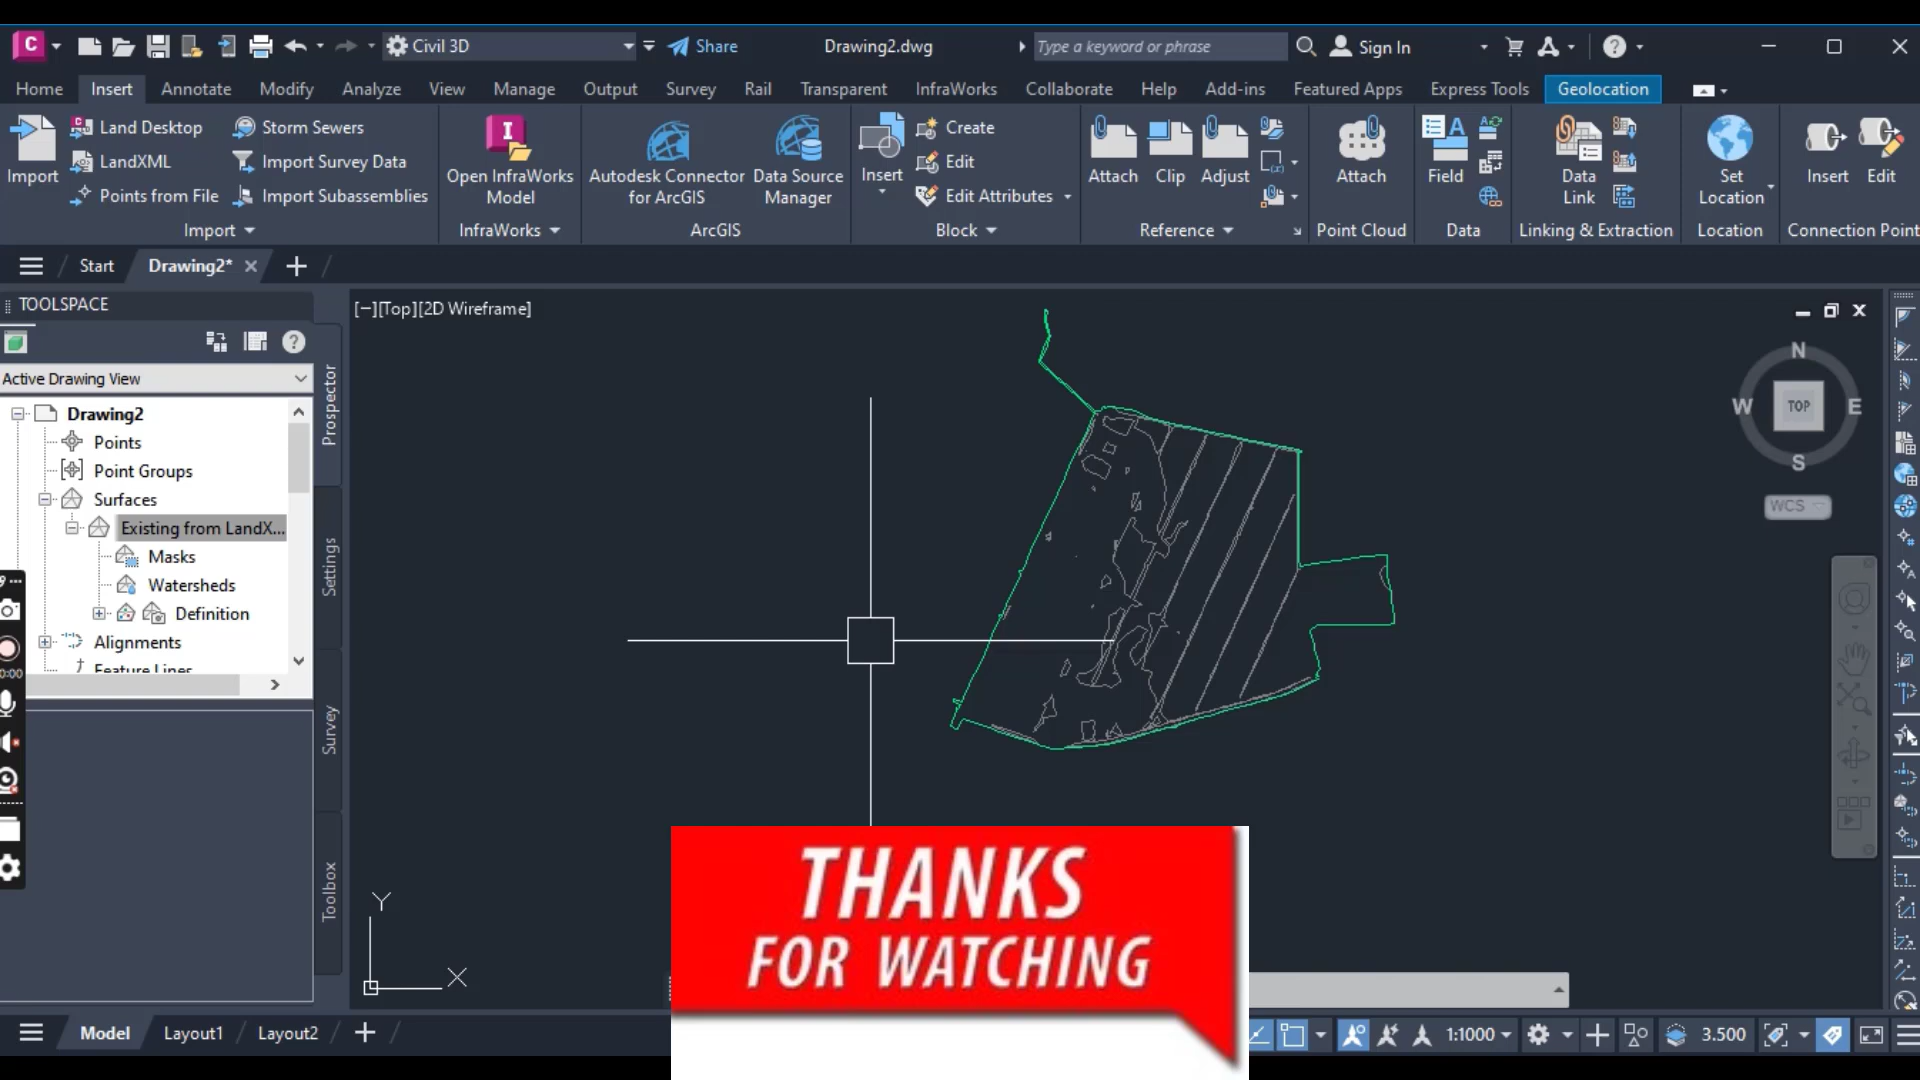 C
Civil 3D
Share
Drawing2.dwg
Type a keyword or phrase
Sign In
Home
Insert
Annotate
Modify
Analyze
View
Manage
Output
Survey
Rail
Transparent
InfraWorks
Collaborate
Help
Add-ins
Featured Apps
Express Tools
Geolocation
Import
Land Desktop
LandXML
Points from File
Storm Sewers
Import Survey Data
Import Subassemblies
Import
Open InfraWorks
Model
InfraWorks
Autodesk Connector
for ArcGIS
Data Source
Manager
ArcGIS
Insert
Create
Edit
Edit Attributes
Block
Attach
Clip
Adjust
Reference
Attach
Point Cloud
Field
Data
Data
Link
Linking & Extraction
Set
Location
Location
Insert
Edit
Connection Point
Start
Drawing2*
TOOLSPACE
Active Drawing View
Drawing2
Points
Point Groups
Surfaces
Existing from LandX...
Masks
Watersheds
Definition
Alignments
Feature Lines
Prospector
Settings
Survey
Toolbox
[−][Top][2D Wireframe]
N
W
TOP
E
S
WCS
Y
X
THANKS
FOR WATCHING
Model
Layout1
Layout2
1:1000
3.500